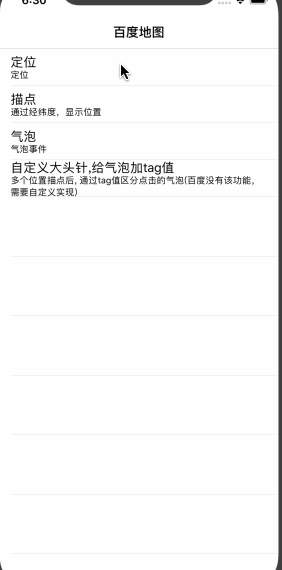 6:30
百度地图
定位
定位
描点
通过经纬度，显示位置
气泡
气泡事件
自定义大头针,给气泡加tag值
多个位置描点后, 通过tag值区分点击的气泡(百度没有该功能，
需要自定义实现)